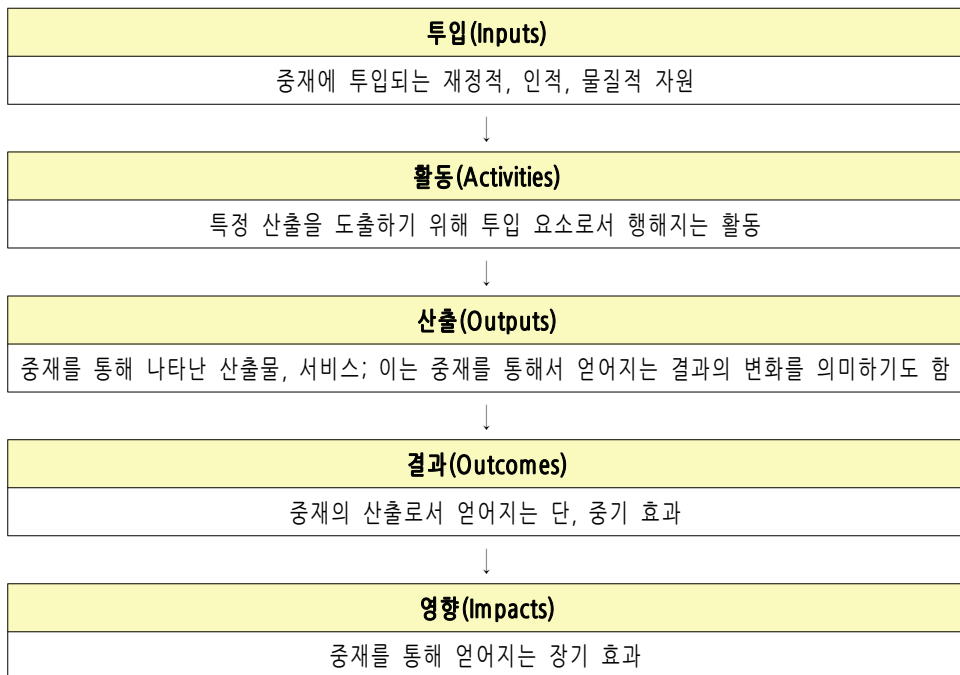 투입(Inputs)
중재에 투입되는 재정적, 인적, 물질적 자원
↓
활동(Activities)
특정 산출을 도출하기 위해 투입 요소로서 행해지는 활동
↓
산출(Outputs)
중재를 통해 나타난 산출물, 서비스; 이는 중재를 통해서 얻어지는 결과의 변화를 의미하기도 함
↓
결과(Outcomes)
중재의 산출로서 얻어지는 단, 중기 효과
↓
영향(Impacts)
중재를 통해 얻어지는 장기 효과